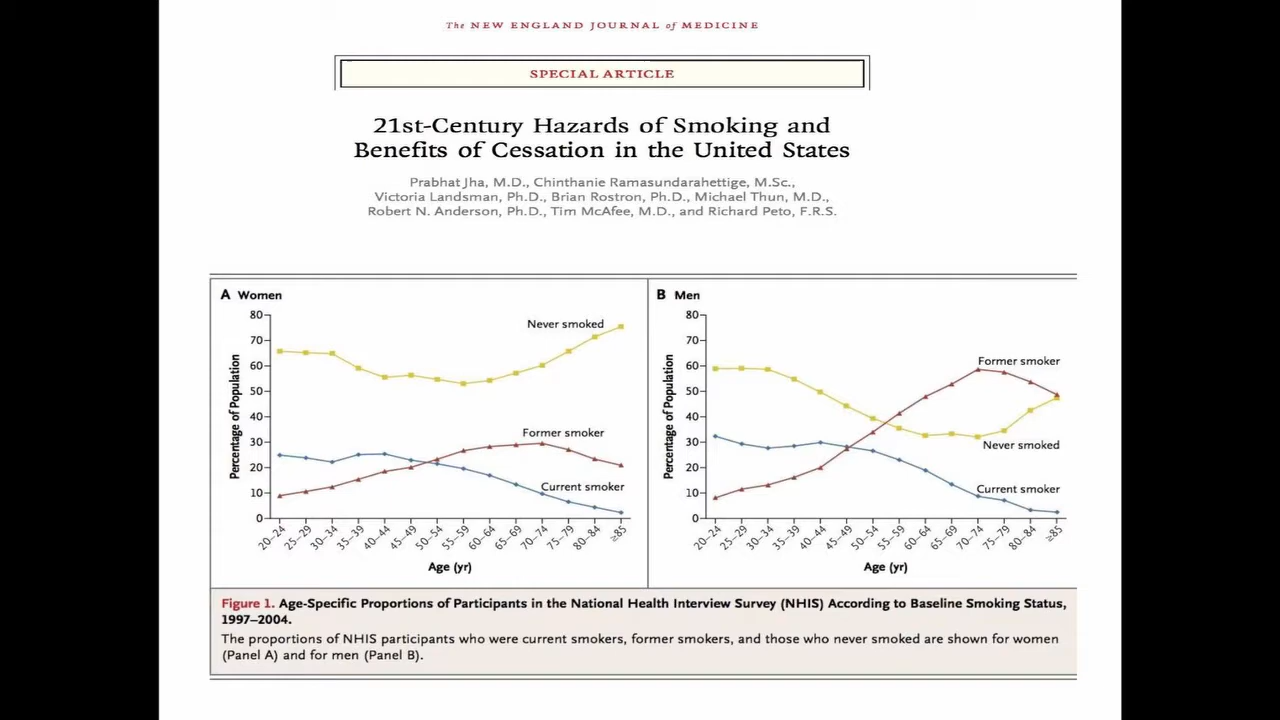 The NEW ENGLAND JOURNAL of MEDICINE
SPECIAL ARTICLE
21st-Century Hazards of Smoking and
Benefits of Cessation in the United States
Prabhat Jha, M.D., Chinthanie Ramasundarahettige, M.Sc.,
Victoria Landsman, Ph.D., Brian Rostron, Ph.D., Michael Thun, M.D.,
Robert N. Anderson, Ph.D., Tim McAfee, M.D., and Richard Peto, F.R.S.
A Women
80
70
60
50
40
30
20
10
0
Percentage of Population
Never smoked
Former smoker
Current smoker
20–24
25–29
30–34
35–39
40–44
45–49
50–54
55–59
60–64
65–69
70–74
75–79
80–84
≥85
Age (yr)
B Men
80
70
60
50
40
30
20
10
0
Percentage of Population
Former smoker
Never smoked
Current smoker
20–24
25–29
30–34
35–39
40–44
45–49
50–54
55–59
60–64
65–69
70–74
75–79
80–84
≥85
Age (yr)
Figure 1. Age-Specific Proportions of Participants in the National Health Interview Survey (NHIS) According to Baseline Smoking Status,
1997–2004.
The proportions of NHIS participants who were current smokers, former smokers, and those who never smoked are shown for women
(Panel A) and for men (Panel B).